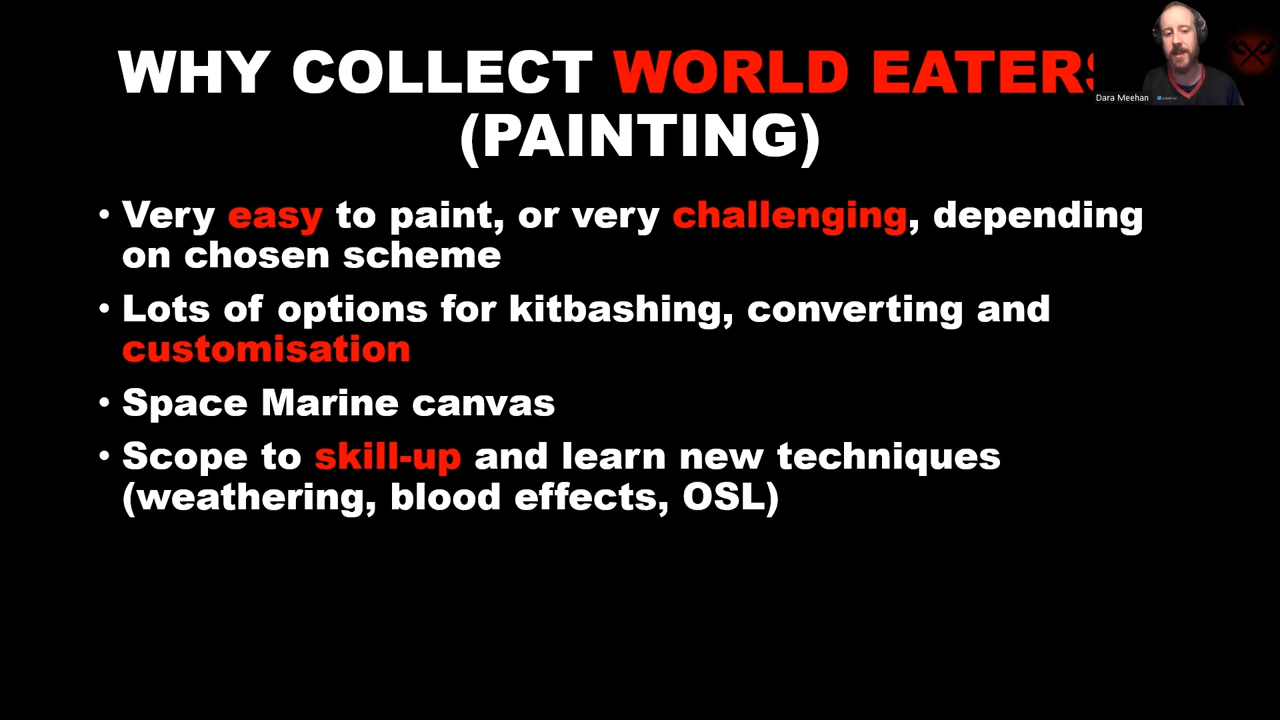 WHY COLLECT WORLD EATERS
(PAINTING)
Dara Meehan
• Very easy to paint, or very challenging, depending
on chosen scheme
• Lots of options for kitbashing, converting and
customisation
• Space Marine canvas
• Scope to skill-up and learn new techniques
(weathering, blood effects, OSL)